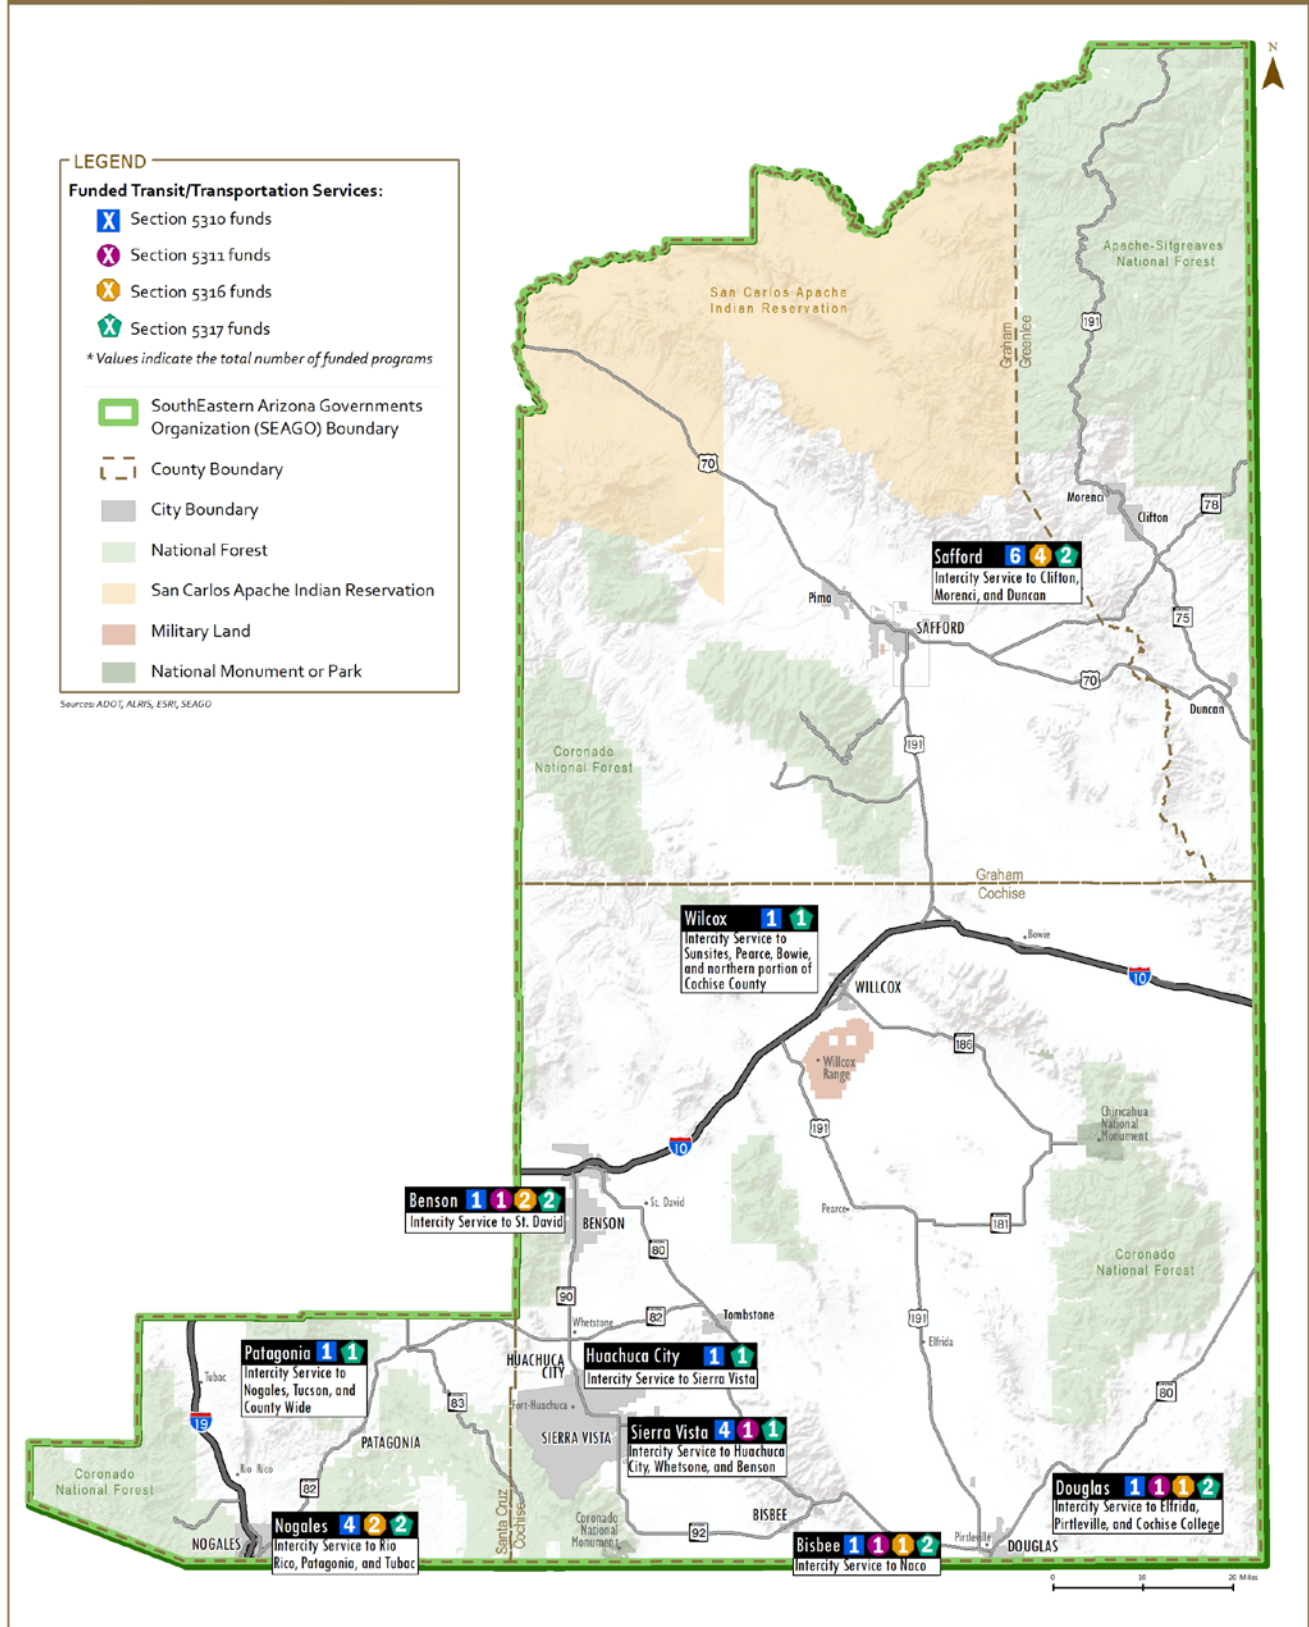 N
LEGEND
Funded Transit/Transportation Services:
X Section 5310 funds
X Section 5311 funds
X Section 5316 funds
X Section 5317 funds
* Values indicate the total number of funded programs
SouthEastern Arizona Governments
Organization (SEAGO) Boundary
County Boundary
City Boundary
National Forest
San Carlos Apache Indian Reservation
Military Land
National Monument or Park
Sources: ADOT, ALRIS, ESRI, SEAGO
Apache-Sitgreaves
National Forest
San Carlos Apache
Indian Reservation
191
Graham
Greenlee
70
Morenci
78
Clifton
Safford 6 4 2
Intercity Service to Clifton,
Morenci, and Duncan
Pima
75
SAFFORD
70
Duncan
191
Coronado
National Forest
Graham
Cochise
Wilcox 1 1
Intercity Service to
Sunsites, Pearce, Bowie,
and northern portion of
Cochise County
Bowie
10
WILLCOX
186
Willcox
Range
191
Chiricahua
National
Monument
10
Benson 1 1 2 2
Intercity Service to St. David
St. David
BENSON
Pearce
181
80
Coronado
National Forest
90
82
Tombstone
191
Whetstone
Elfrida
Patagonia 1 1
Intercity Service to
Nogales, Tucson, and
County Wide
HUACHUCA
CITY
Huachuca City 1 1
Intercity Service to Sierra Vista
Tubac
80
83
Fort-Huachuca
19
PATAGONIA
SIERRA VISTA
Sierra Vista 4 1 1
Intercity Service to Huachuca
City, Whetsone, and Benson
Rio Rico
Coronado
National Forest
82
Douglas 1 1 1 2
Intercity Service to Elfrida,
Pirtleville, and Cochise College
Santa Cruz
Cochise
Coronado
National
Monument
BISBEE
92
Nogales 4 2 2
Intercity Service to Rio
Rico, Patagonia, and Tubac
NOGALES
Bisbee 1 1 1 2
Intercity Service to Naco
Pirtleville
DOUGLAS
0 10 20 Miles